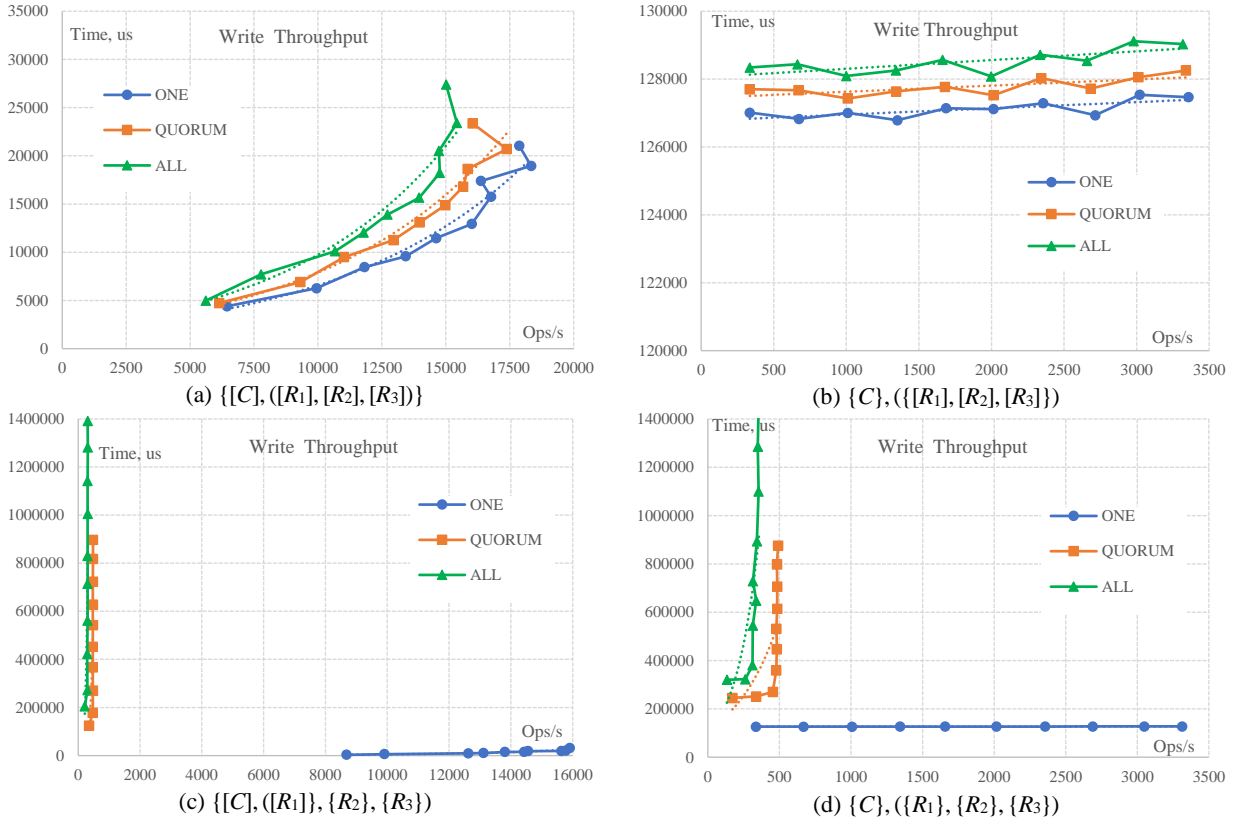 Time, us
Write Throughput
35000
30000
25000
20000
15000
10000
5000
0
ONE
QUORUM
ALL
Ops/s
0 2500 5000 7500 10000 12500 15000 17500 20000
(a) {[C], ([R1], [R2], [R3])}
Time, us
Write Throughput
130000
128000
126000
124000
122000
120000
ONE
QUORUM
ALL
Ops/s
0 500 1000 1500 2000 2500 3000 3500
(b) {C}, ({[R1], [R2], [R3]})
Time, us
Write Throughput
1400000
1200000
1000000
800000
600000
400000
200000
0
ONE
QUORUM
ALL
Ops/s
0 2000 4000 6000 8000 10000 12000 14000 16000
(c) {[C], ([R1]}, {R2}, {R3})
Time, us
Write Throughput
1400000
1200000
1000000
800000
600000
400000
200000
0
ONE
QUORUM
ALL
Ops/s
0 500 1000 1500 2000 2500 3000 3500
(d) {C}, ({R1}, {R2}, {R3})